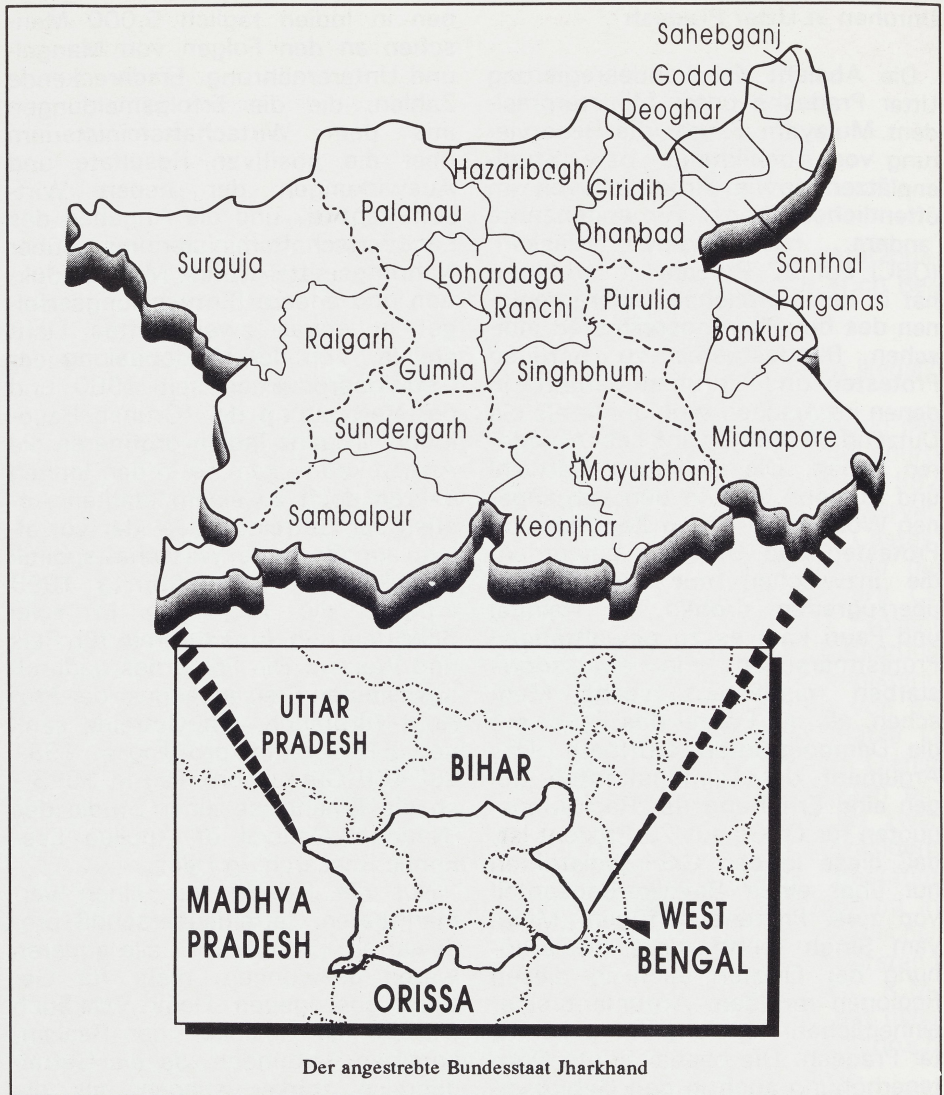 Sahebganj
Godda
Deoghar
Hazaribagh
Giridih
Palamau
Dhanbad
Surguja
Lohardaga
Santhal
Parganas
Ranchi
Purulia
Raigarh
Bankura
Gumla
Singhbhum
Sundergarh
Midnapore
Mayurbhanj
Sambalpur
Keonjhar
UTTAR
PRADESH
BIHAR
MADHYA
PRADESH
WEST
BENGAL
ORISSA
Der angestrebte Bundesstaat Jharkhand